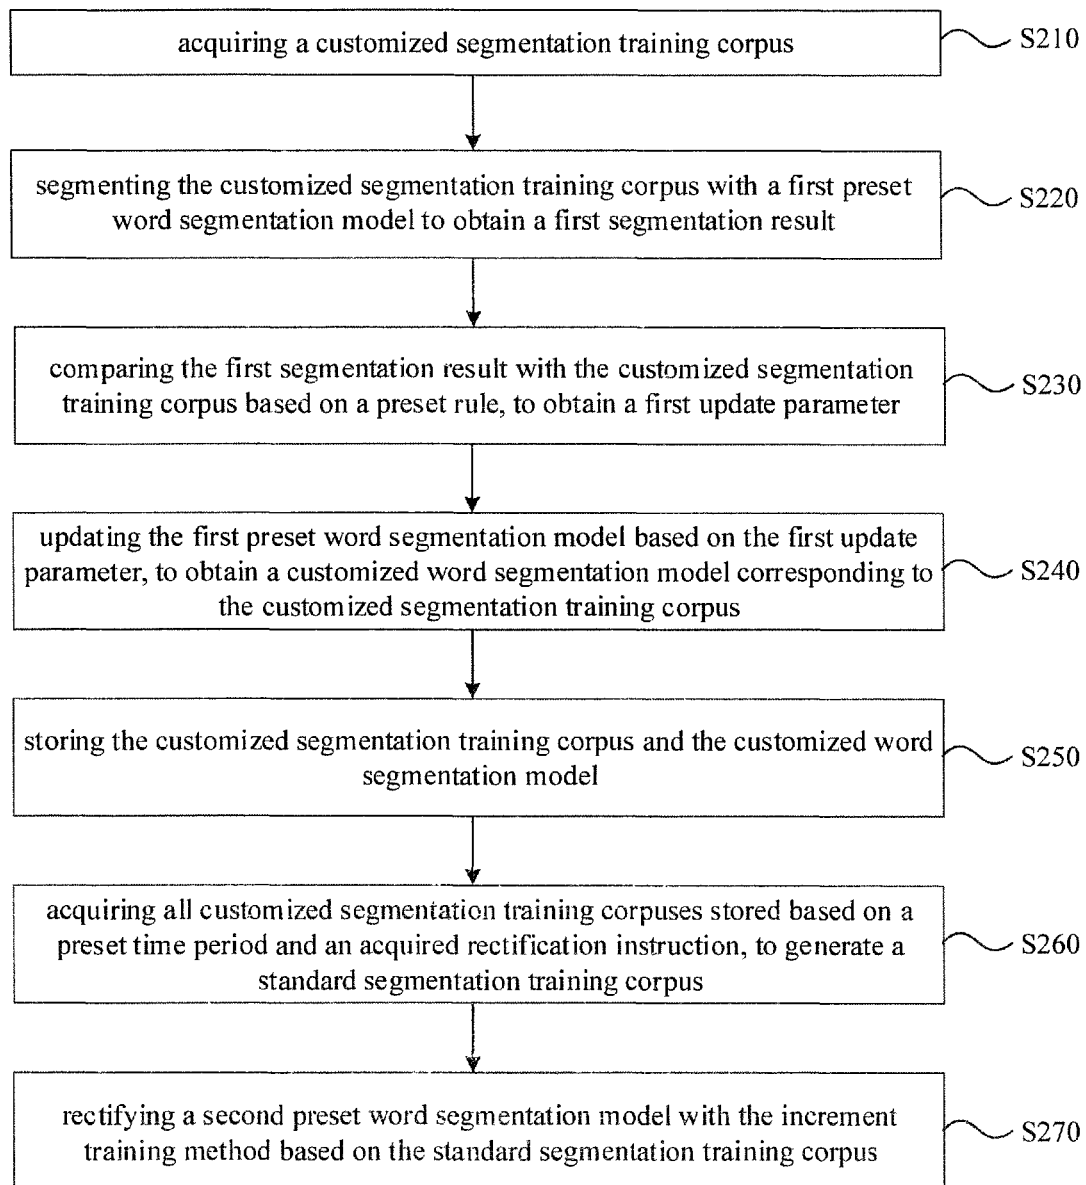 acquiring a customized segmentation training corpus
S210
segmenting the customized segmentation training corpus with a first preset
word segmentation model to obtain a first segmentation result
S220
comparing the first segmentation result with the customized segmentation
training corpus based on a preset rule, to obtain a first update parameter
S230
updating the first preset word segmentation model based on the first update
parameter, to obtain a customized word segmentation model corresponding to
the customized segmentation training corpus
S240
storing the customized segmentation training corpus and the customized word
segmentation model
S250
acquiring all customized segmentation training corpuses stored based on a
preset time period and an acquired rectification instruction, to generate a
standard segmentation training corpus
S260
rectifying a second preset word segmentation model with the increment
training method based on the standard segmentation training corpus
S270